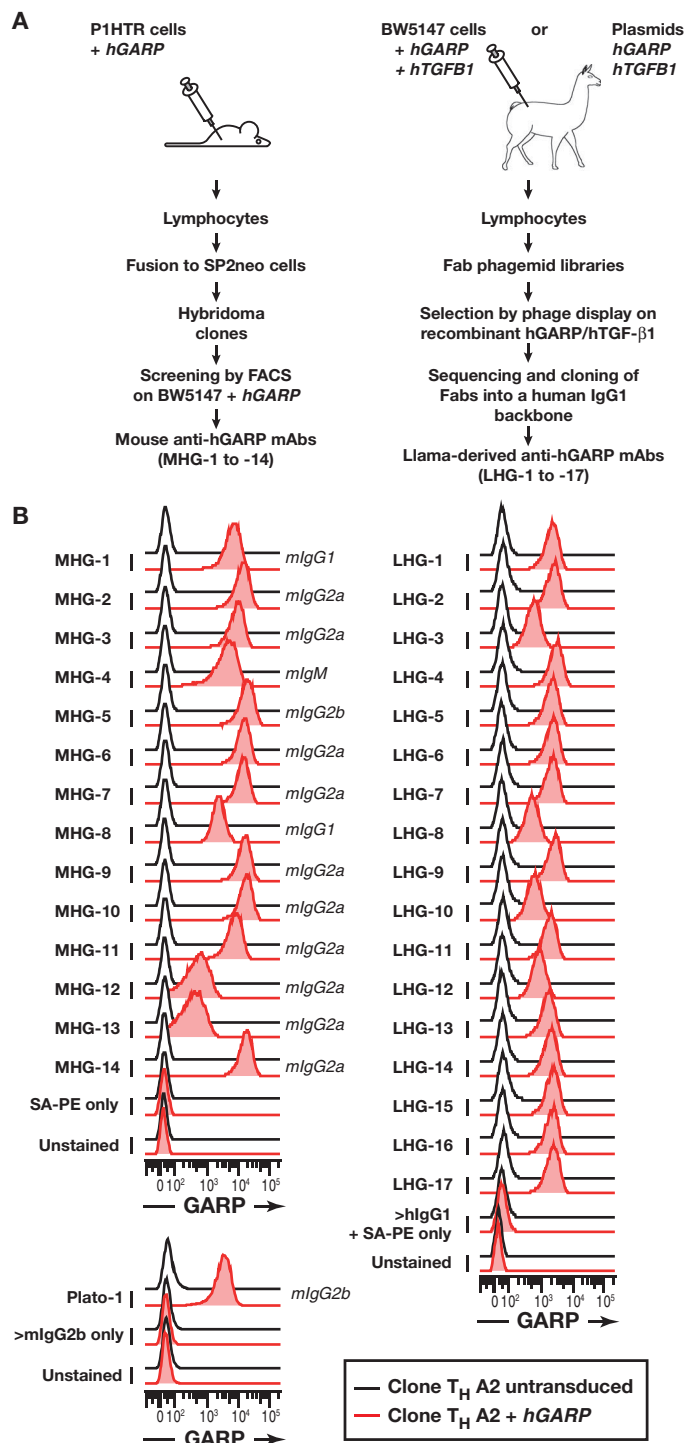 A
P1HTR cells
+ hGARP
BW5147 cells
+ hGARP
+ hTGFB1
or
Plasmids
hGARP
hTGFB1
Lymphocytes
Fusion to SP2neo cells
Hybridoma
clones
Screening by FACS
on BW5147 + hGARP
Mouse anti-hGARP mAbs
(MHG-1 to -14)
Lymphocytes
Fab phagemid libraries
Selection by phage display on
recombinant hGARP/hTGF-β1
Sequencing and cloning of
Fabs into a human IgG1
backbone
Llama-derived anti-hGARP mAbs
(LHG-1 to -17)
B
MHG-1 mIgG1
MHG-2 mIgG2a
MHG-3 mIgG2a
MHG-4 mIgM
MHG-5 mIgG2b
MHG-6 mIgG2a
MHG-7 mIgG2a
MHG-8 mIgG1
MHG-9 mIgG2a
MHG-10 mIgG2a
MHG-11 mIgG2a
MHG-12 mIgG2a
MHG-13 mIgG2a
MHG-14 mIgG2a
SA-PE only
Unstained
0 10² 10³ 10⁴ 10⁵
GARP
Plato-1 mIgG2b
>mIgG2b only
Unstained
0 10² 10³ 10⁴ 10⁵
GARP
LHG-1
LHG-2
LHG-3
LHG-4
LHG-5
LHG-6
LHG-7
LHG-8
LHG-9
LHG-10
LHG-11
LHG-12
LHG-13
LHG-14
LHG-15
LHG-16
LHG-17
>hIgG1
+ SA-PE only
Unstained
0 10² 10³ 10⁴ 10⁵
GARP
Clone T_H A2 untransduced
Clone T_H A2 + hGARP